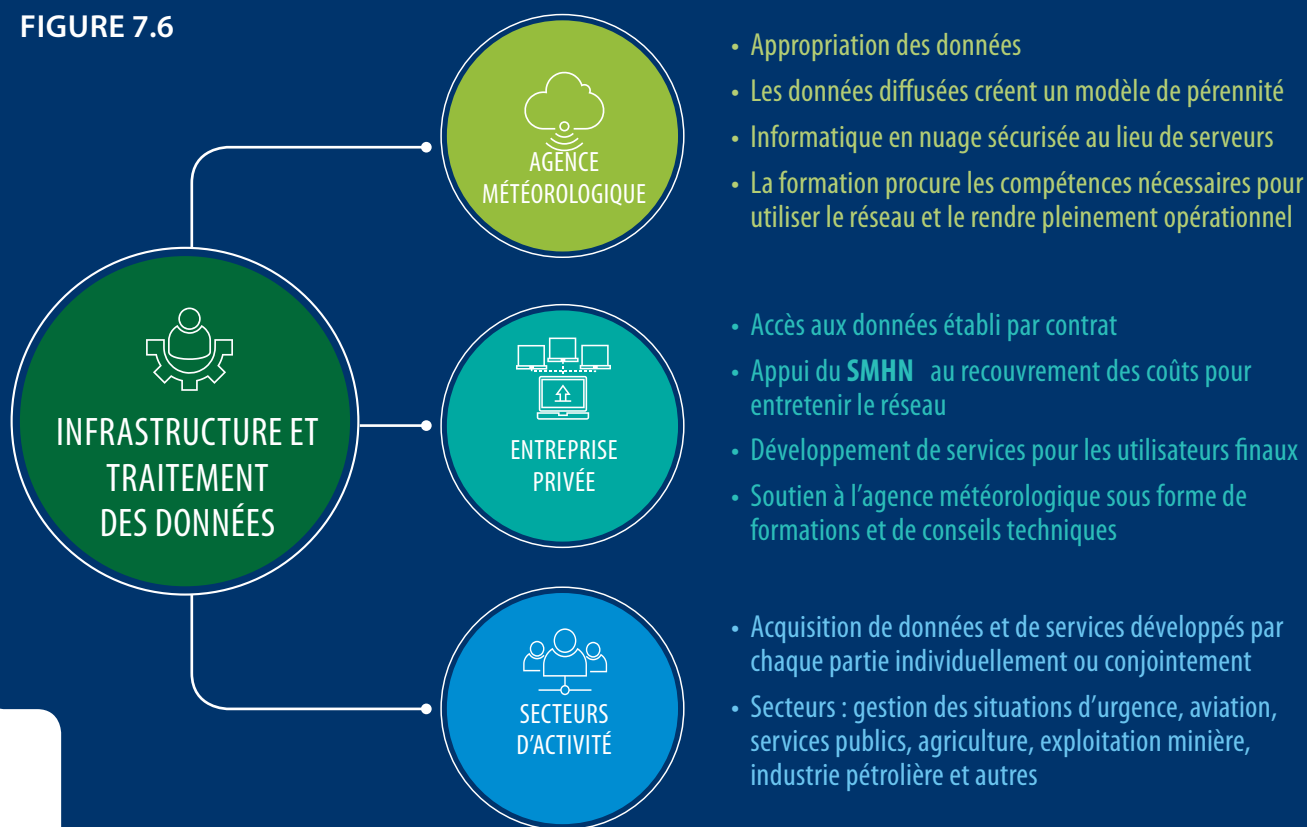 FIGURE 7.6
INFRASTRUCTURE ET
TRAITEMENT
DES DONNÉES
AGENCE
MÉTÉOROLOGIQUE
• Appropriation des données
• Les données diffusées créent un modèle de pérennité
• Informatique en nuage sécurisée au lieu de serveurs
• La formation procure les compétences nécessaires pour
utiliser le réseau et le rendre pleinement opérationnel
ENTREPRISE
PRIVÉE
• Accès aux données établi par contrat
• Appui du SMHN au recouvrement des coûts pour
entretenir le réseau
• Développement de services pour les utilisateurs finaux
• Soutien à l’agence météorologique sous forme de
formations et de conseils techniques
SECTEURS
D’ACTIVITÉ
• Acquisition de données et de services développés par
chaque partie individuellement ou conjointement
• Secteurs : gestion des situations d’urgence, aviation,
services publics, agriculture, exploitation minière,
industrie pétrolière et autres